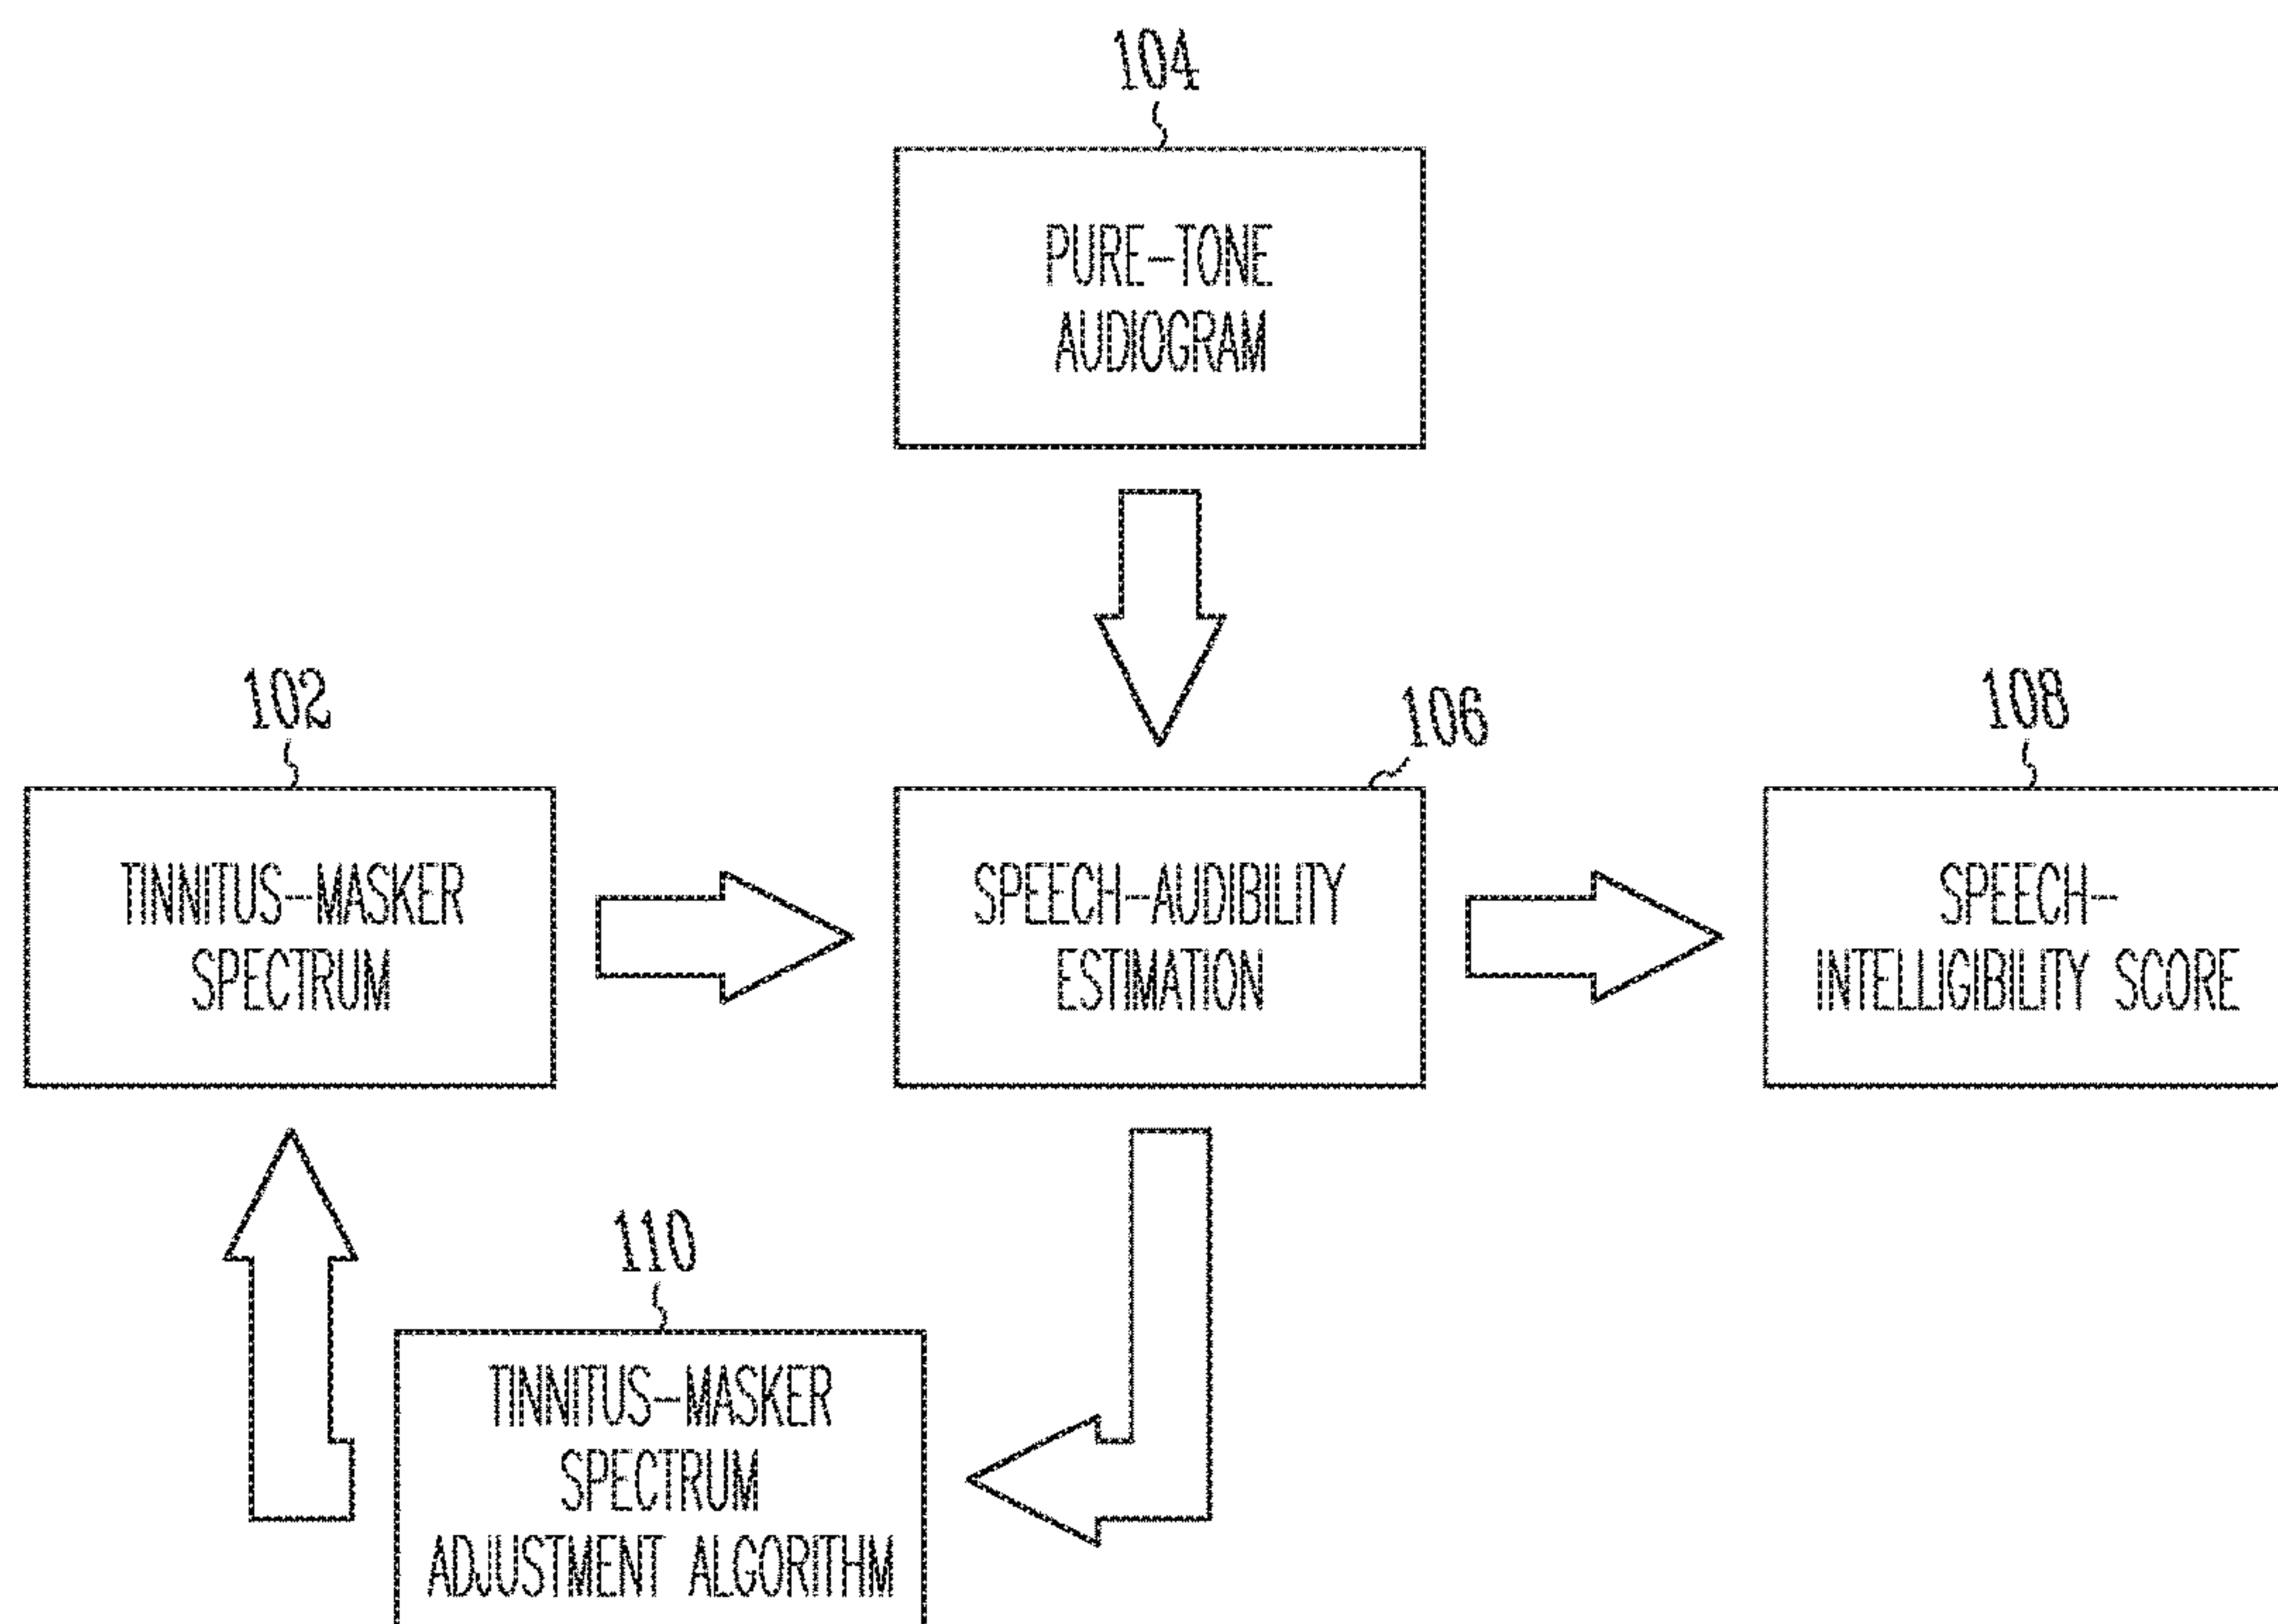 104
PURE-TONE
AUDIOGRAM
102
106
108
TINNITUS-MASKER
SPECTRUM
SPEECH-AUDIBILITY
ESTIMATION
SPEECH-
INTELLIGIBILITY SCORE
110
TINNITUS-MASKER
SPECTRUM
ADJUSTMENT ALGORITHM